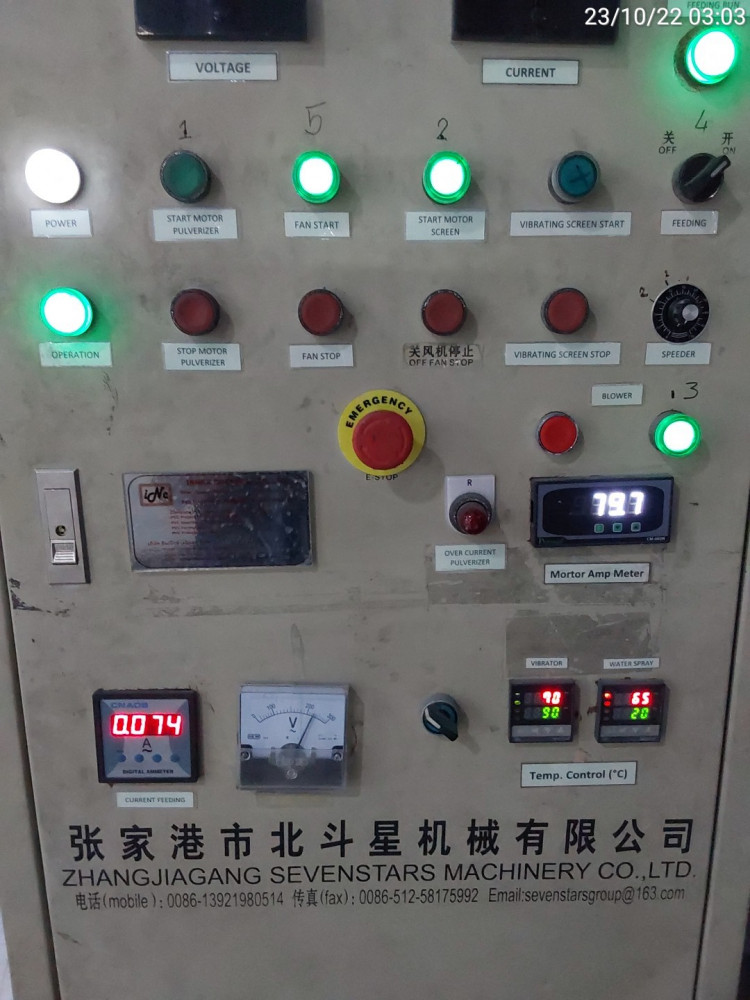 23/10/22 03:03
FEEDING RUN
VOLTAGE
CURRENT
1
5
2
4
关 开
OFF ON
POWER
START MOTOR
PULVERIZER
FAN START
START MOTOR
SCREEN
VIBRATING SCREEN START
FEEDING
OPERATION
STOP MOTOR
PULVERIZER
FAN STOP
关风机停止
OFF FAN STOP
VIBRATING SCREEN STOP
SPEEDER
BLOWER
3
EMERGENCY
E-STOP
R
OVER CURRENT
PULVERIZER
79.7
Mortor Amp Meter
VIBRATOR
WATER SPRAY
90
90
65
20
Temp. Control (°C)
CHAOS
0.074
A
DIGITAL AMMETER
CURRENT FEEDING
V
张家港市北斗星机械有限公司
ZHANGJIAGANG SEVENSTARS MACHINERY CO.,LTD.
电话(mobile): 0086-13921980514 传真(fax): 0086-512-58175992 Email:sevenstarsgroup@163.com